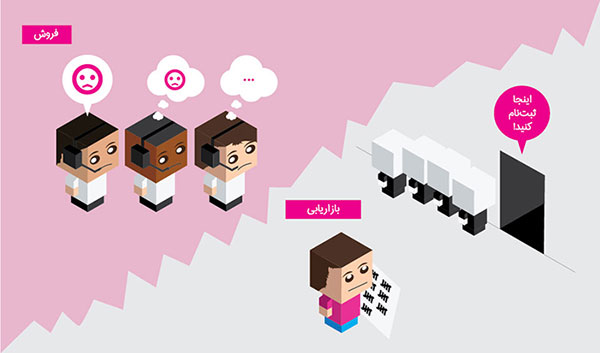 فروش
...
اینجا
ثبت‌نام
کنید!
بازاریابی